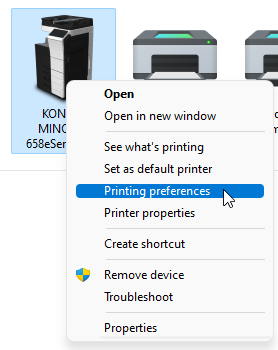 KON
MINO
658eSer
Open
Open in new window
See what's printing
Set as default printer
Printing preferences
Printer properties
Create shortcut
Remove device
Troubleshoot
Properties